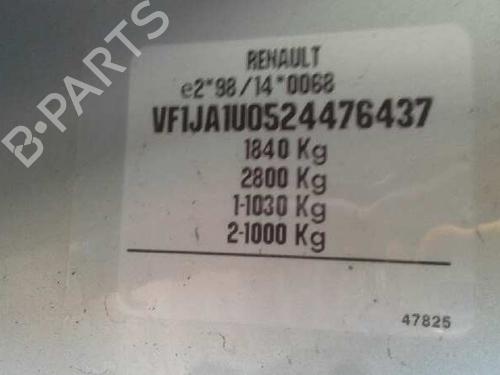 RENAULT
e2*98/14*0068
VF1JA1U0524476437
1840 Kg
2800 Kg
1-1030 Kg
2-1000 Kg
47825
B-PARTS